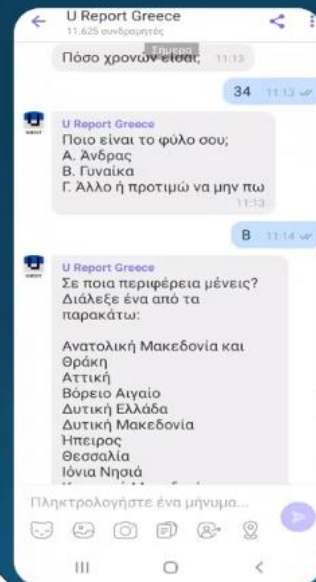 U Report Greece
11,625 συνδρομητές
Σήμερα
Πόσο χρονών είσαι; 11:13
34 11:13
U Report Greece
Ποιο είναι το φύλο σου;
Α. Άνδρας
Β. Γυναίκα
Γ. Άλλο ή προτιμώ να μην πω
11:13
Β 11:14
U Report Greece
Σε ποια περιφέρεια μένεις?
Διάλεξε ένα από τα
παρακάτω:
Ανατολική Μακεδονία και
Θράκη
Αττική
Βόρειο Αιγαίο
Δυτική Ελλάδα
Δυτική Μακεδονία
Ήπειρος
Θεσσαλία
Ιόνια Νησιά
Πληκτρολογήστε ένα μήνυμα...